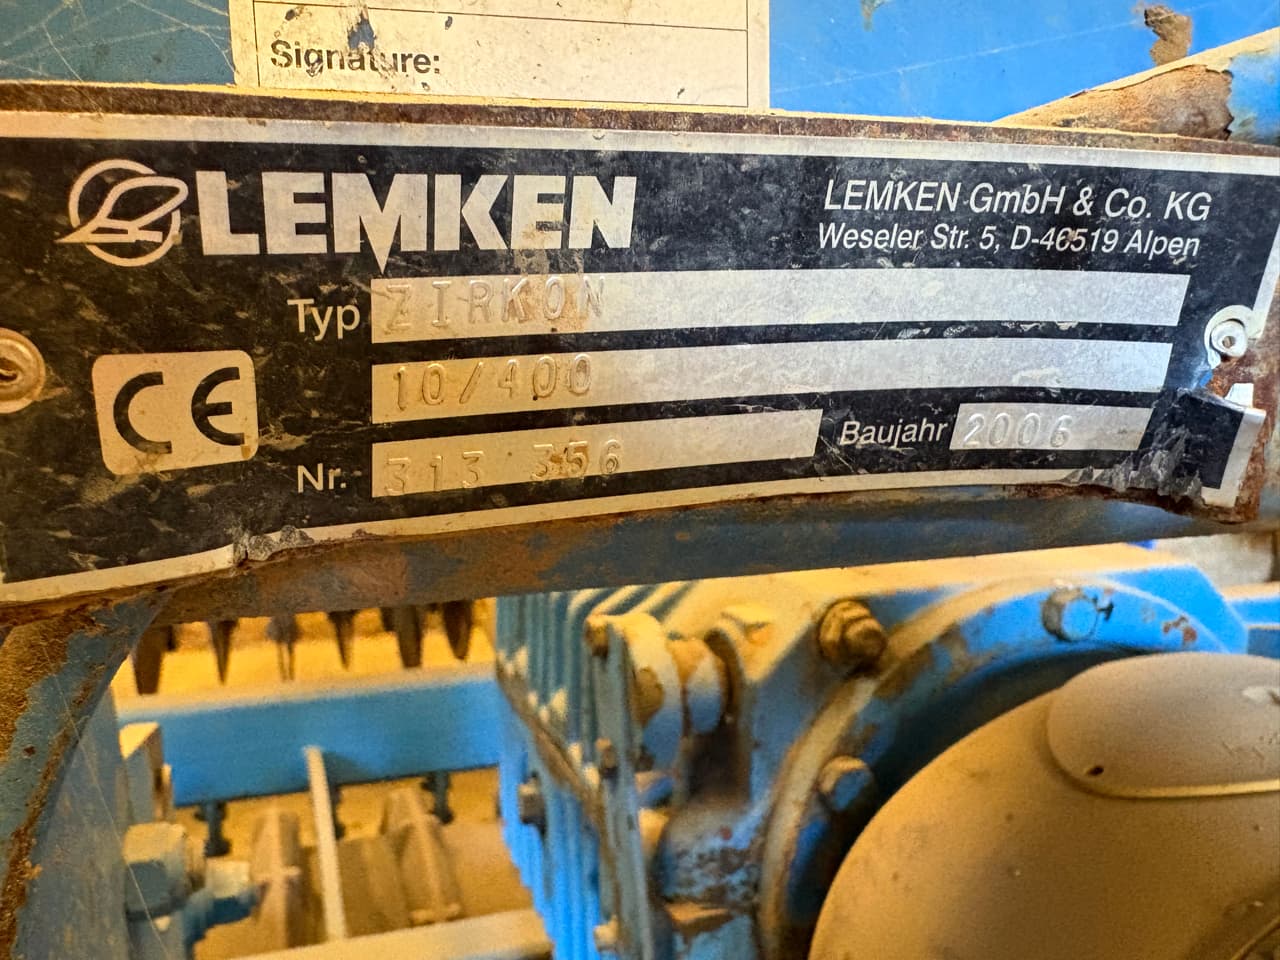 Signature:
LEMKEN
LEMKEN GmbH & Co. KG
Weseler Str. 5, D-46519 Alpen
Typ ZIRKON
10/400
CE
Nr. 313 356
Baujahr 2006